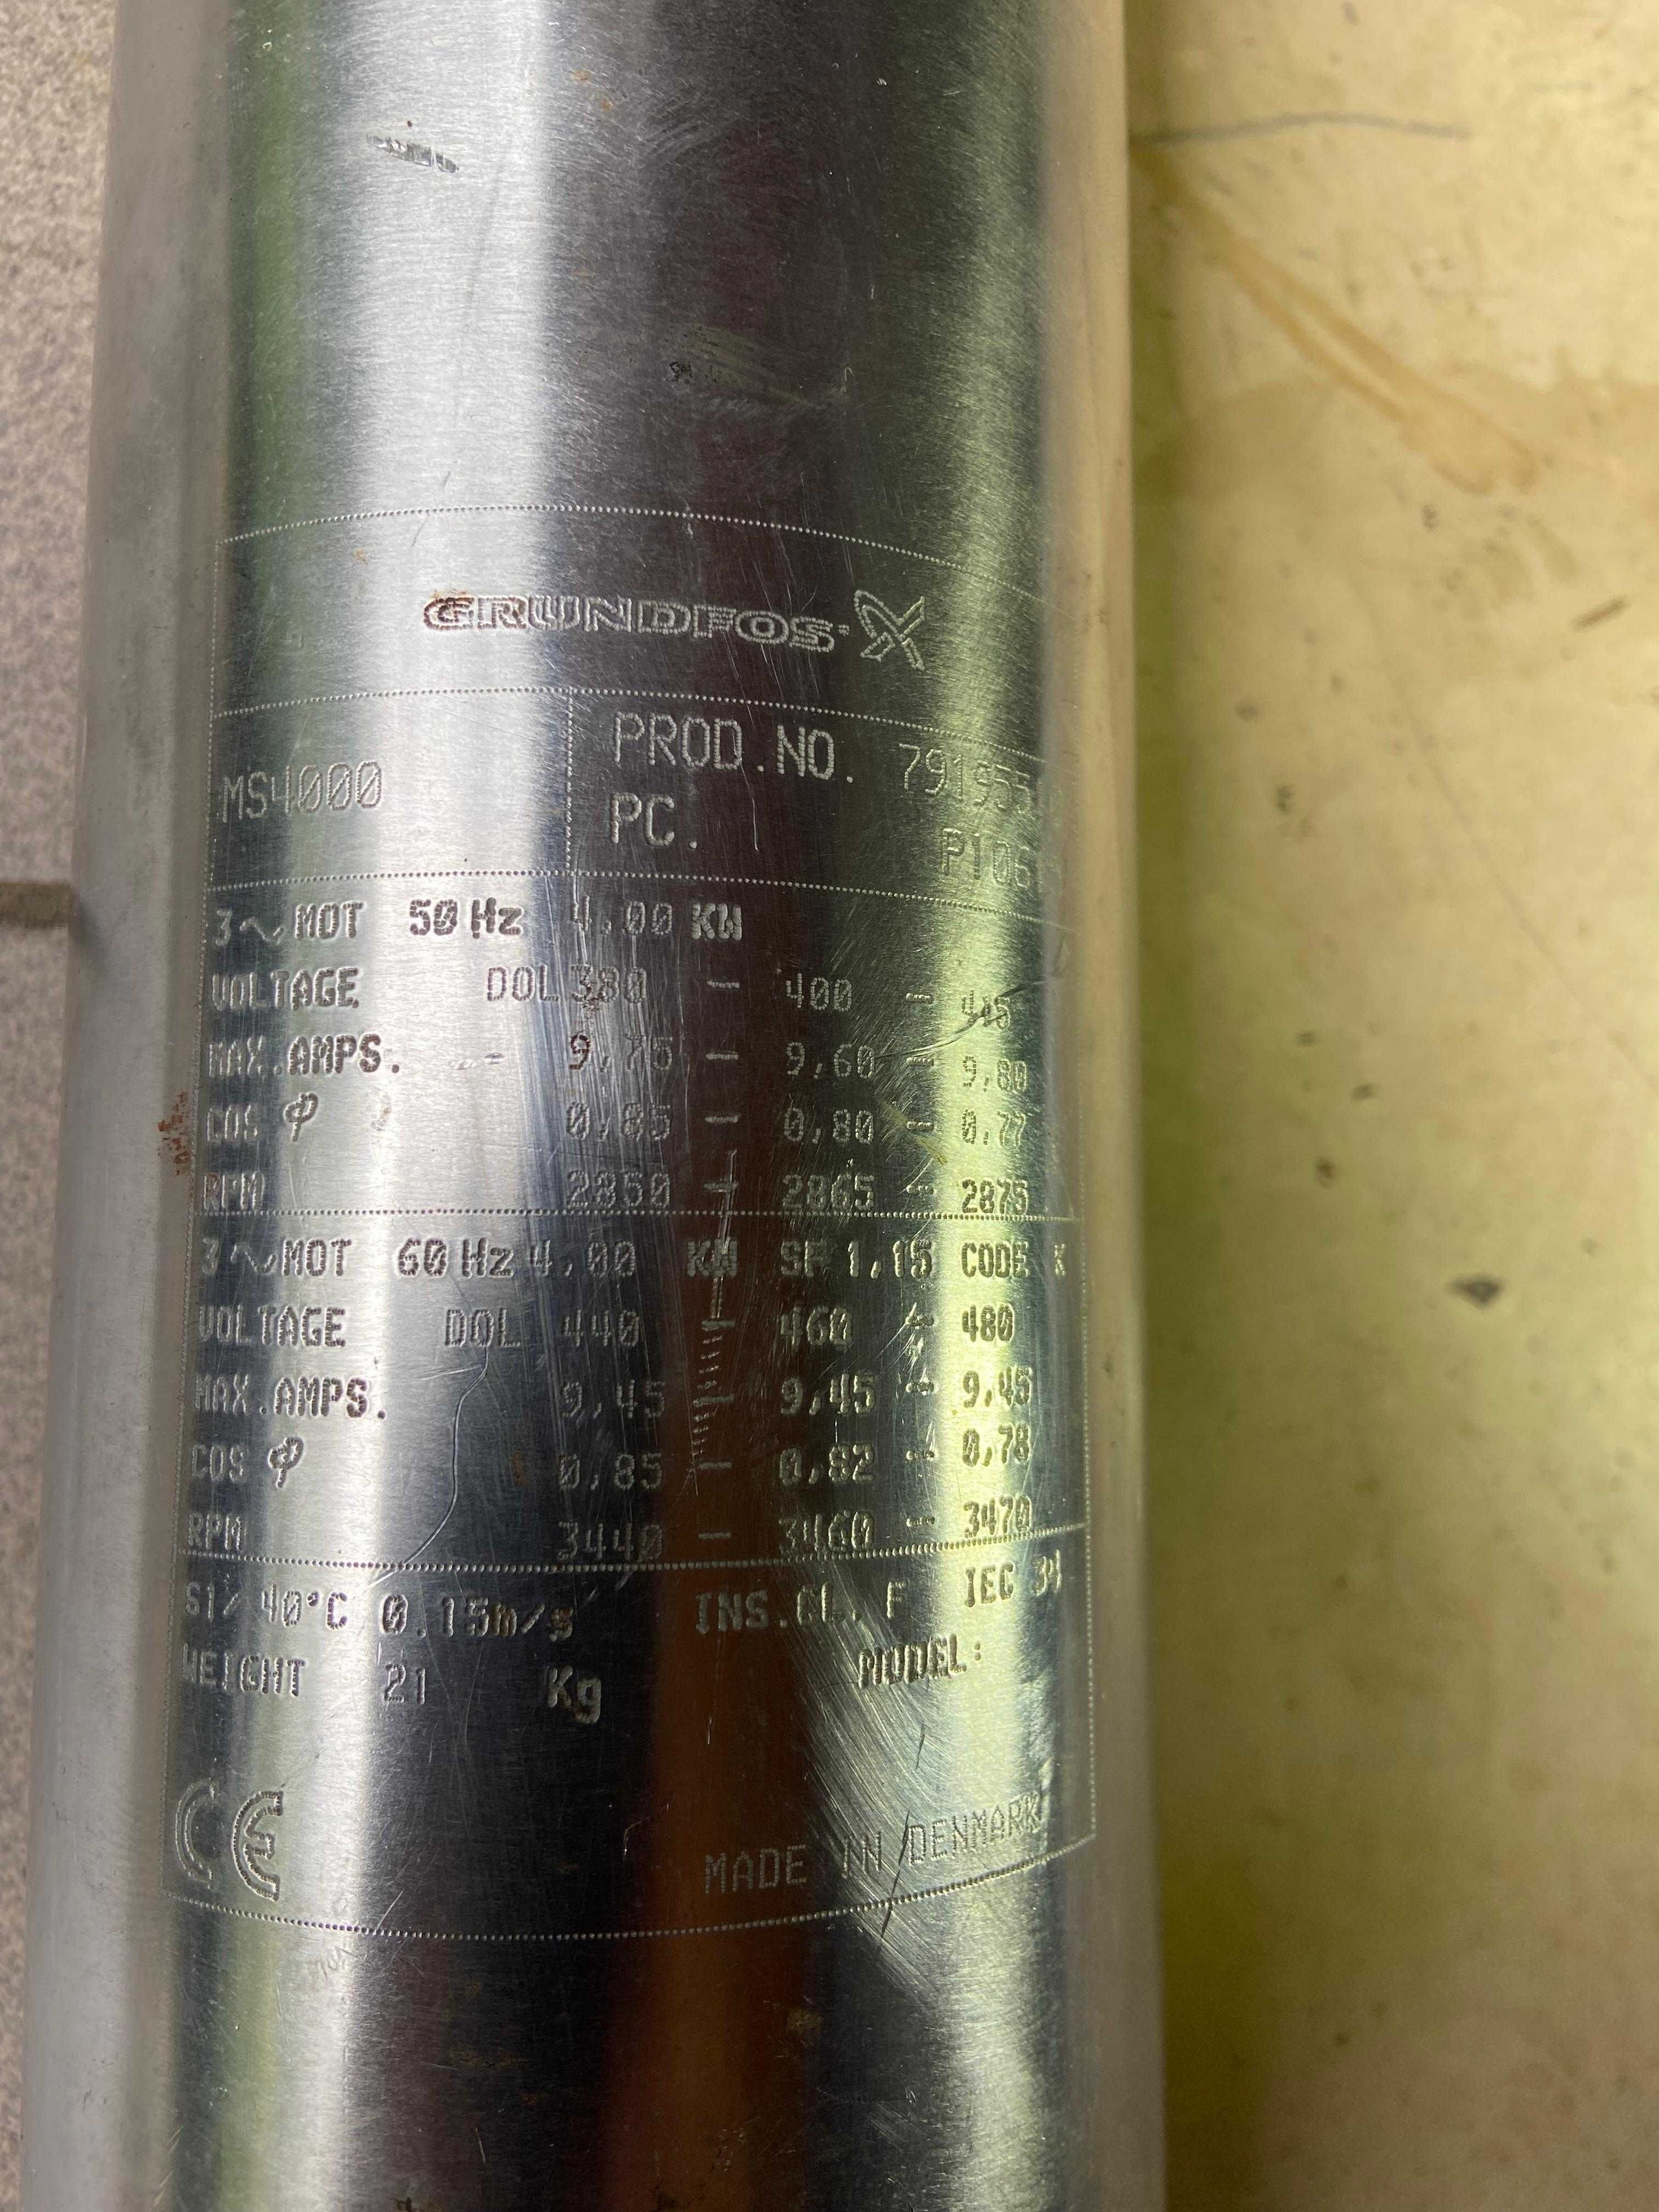 GRUNDFOS
MS4000
PROD.NO.
PC.
3~MOT 50 Hz 4.00 KW
VOLTAGE DOL 380 - 400 - 415
MAX.AMPS. 9,75 - 9,60 - 9,80
COS φ 0,85 - 0,80 - 0,77
RPM 2860 - 2865 - 2875
3~MOT 60 Hz 4.00 KW SF 1,15 CODE K
VOLTAGE DOL 440 - 460 - 480
MAX.AMPS. 9,45 - 9,45 - 9,45
COS φ 0,85 - 0,82 - 0,78
RPM 3440 - 3460 - 3470
S1/ 40°C 0.15m/s INS.CL. F IEC 34
WEIGHT 21 Kg MODEL:
CE
MADE IN DENMARK